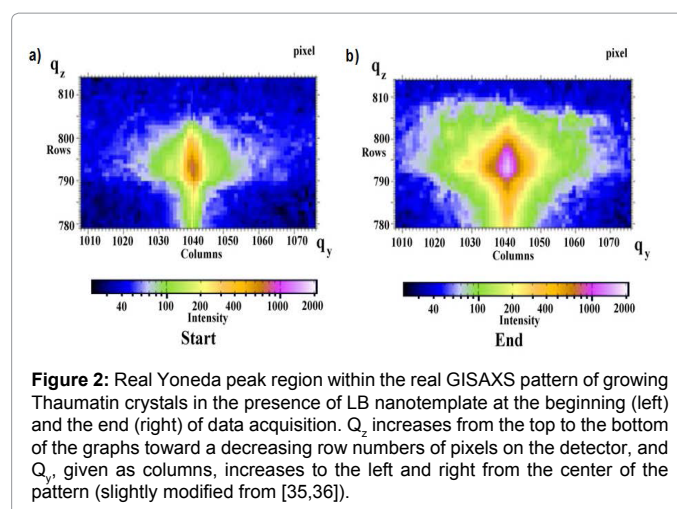 a) pixel b) pixel
q_z q_z
810 810
800 800
Rows Rows
790 790
780 780
1010 1020 1030 1040 1050 1060 1070 q_y 1010 1020 1030 1040 1050 1060 1070 q_y
Columns Columns
40 100 200 400 1000 2000 40 100 200 400 1000 2000
Intensity Intensity
Start End
Figure 2: Real Yoneda peak region within the real GISAXS pattern of growing
Thaumatin crystals in the presence of LB nanotemplate at the beginning (left)
and the end (right) of data acquisition. Q_z increases from the top to the bottom
of the graphs toward a decreasing row numbers of pixels on the detector, and
Q_y, given as columns, increases to the left and right from the center of the
pattern (slightly modified from [35,36]).